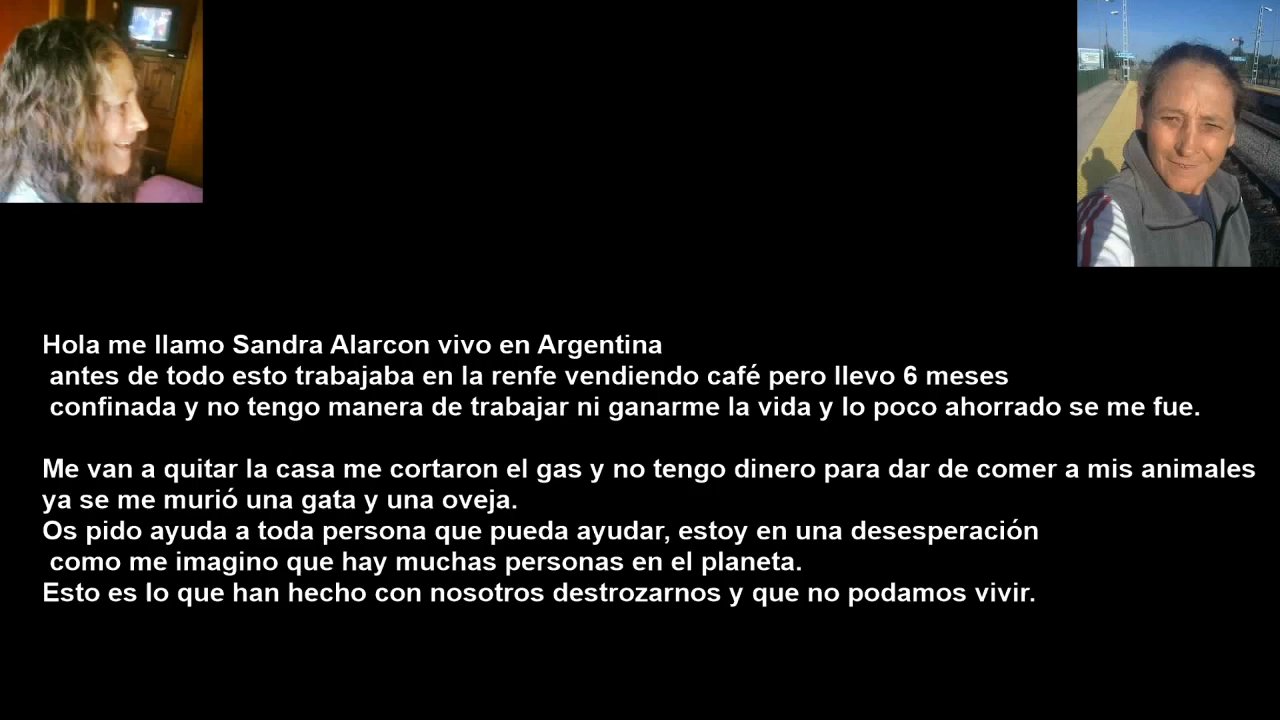 Hola me llamo Sandra Alarcon vivo en Argentina
antes de todo esto trabajaba en la renfe vendiendo café pero llevo 6 meses
confinada y no tengo manera de trabajar ni ganarme la vida y lo poco ahorrado se me fue.
Me van a quitar la casa me cortaron el gas y no tengo dinero para dar de comer a mis animales
ya se me murió una gata y una oveja.
Os pido ayuda a toda persona que pueda ayudar, estoy en una desesperación
como me imagino que hay muchas personas en el planeta.
Esto es lo que han hecho con nosotros destrozarnos y que no podamos vivir.